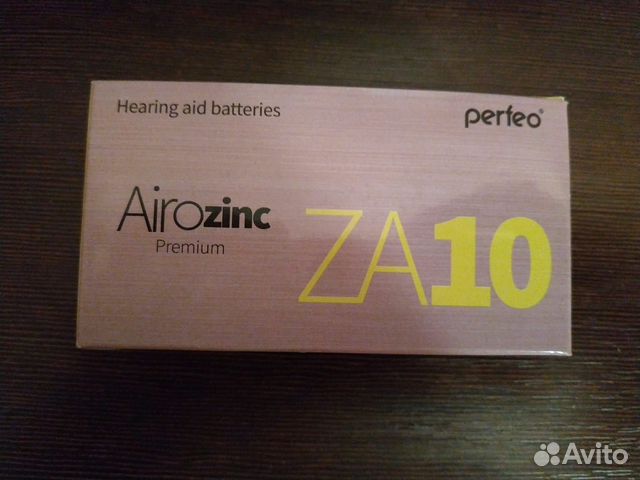 Hearing aid batteries
perfeo®
Airozinc
Premium
ZA10
Avito